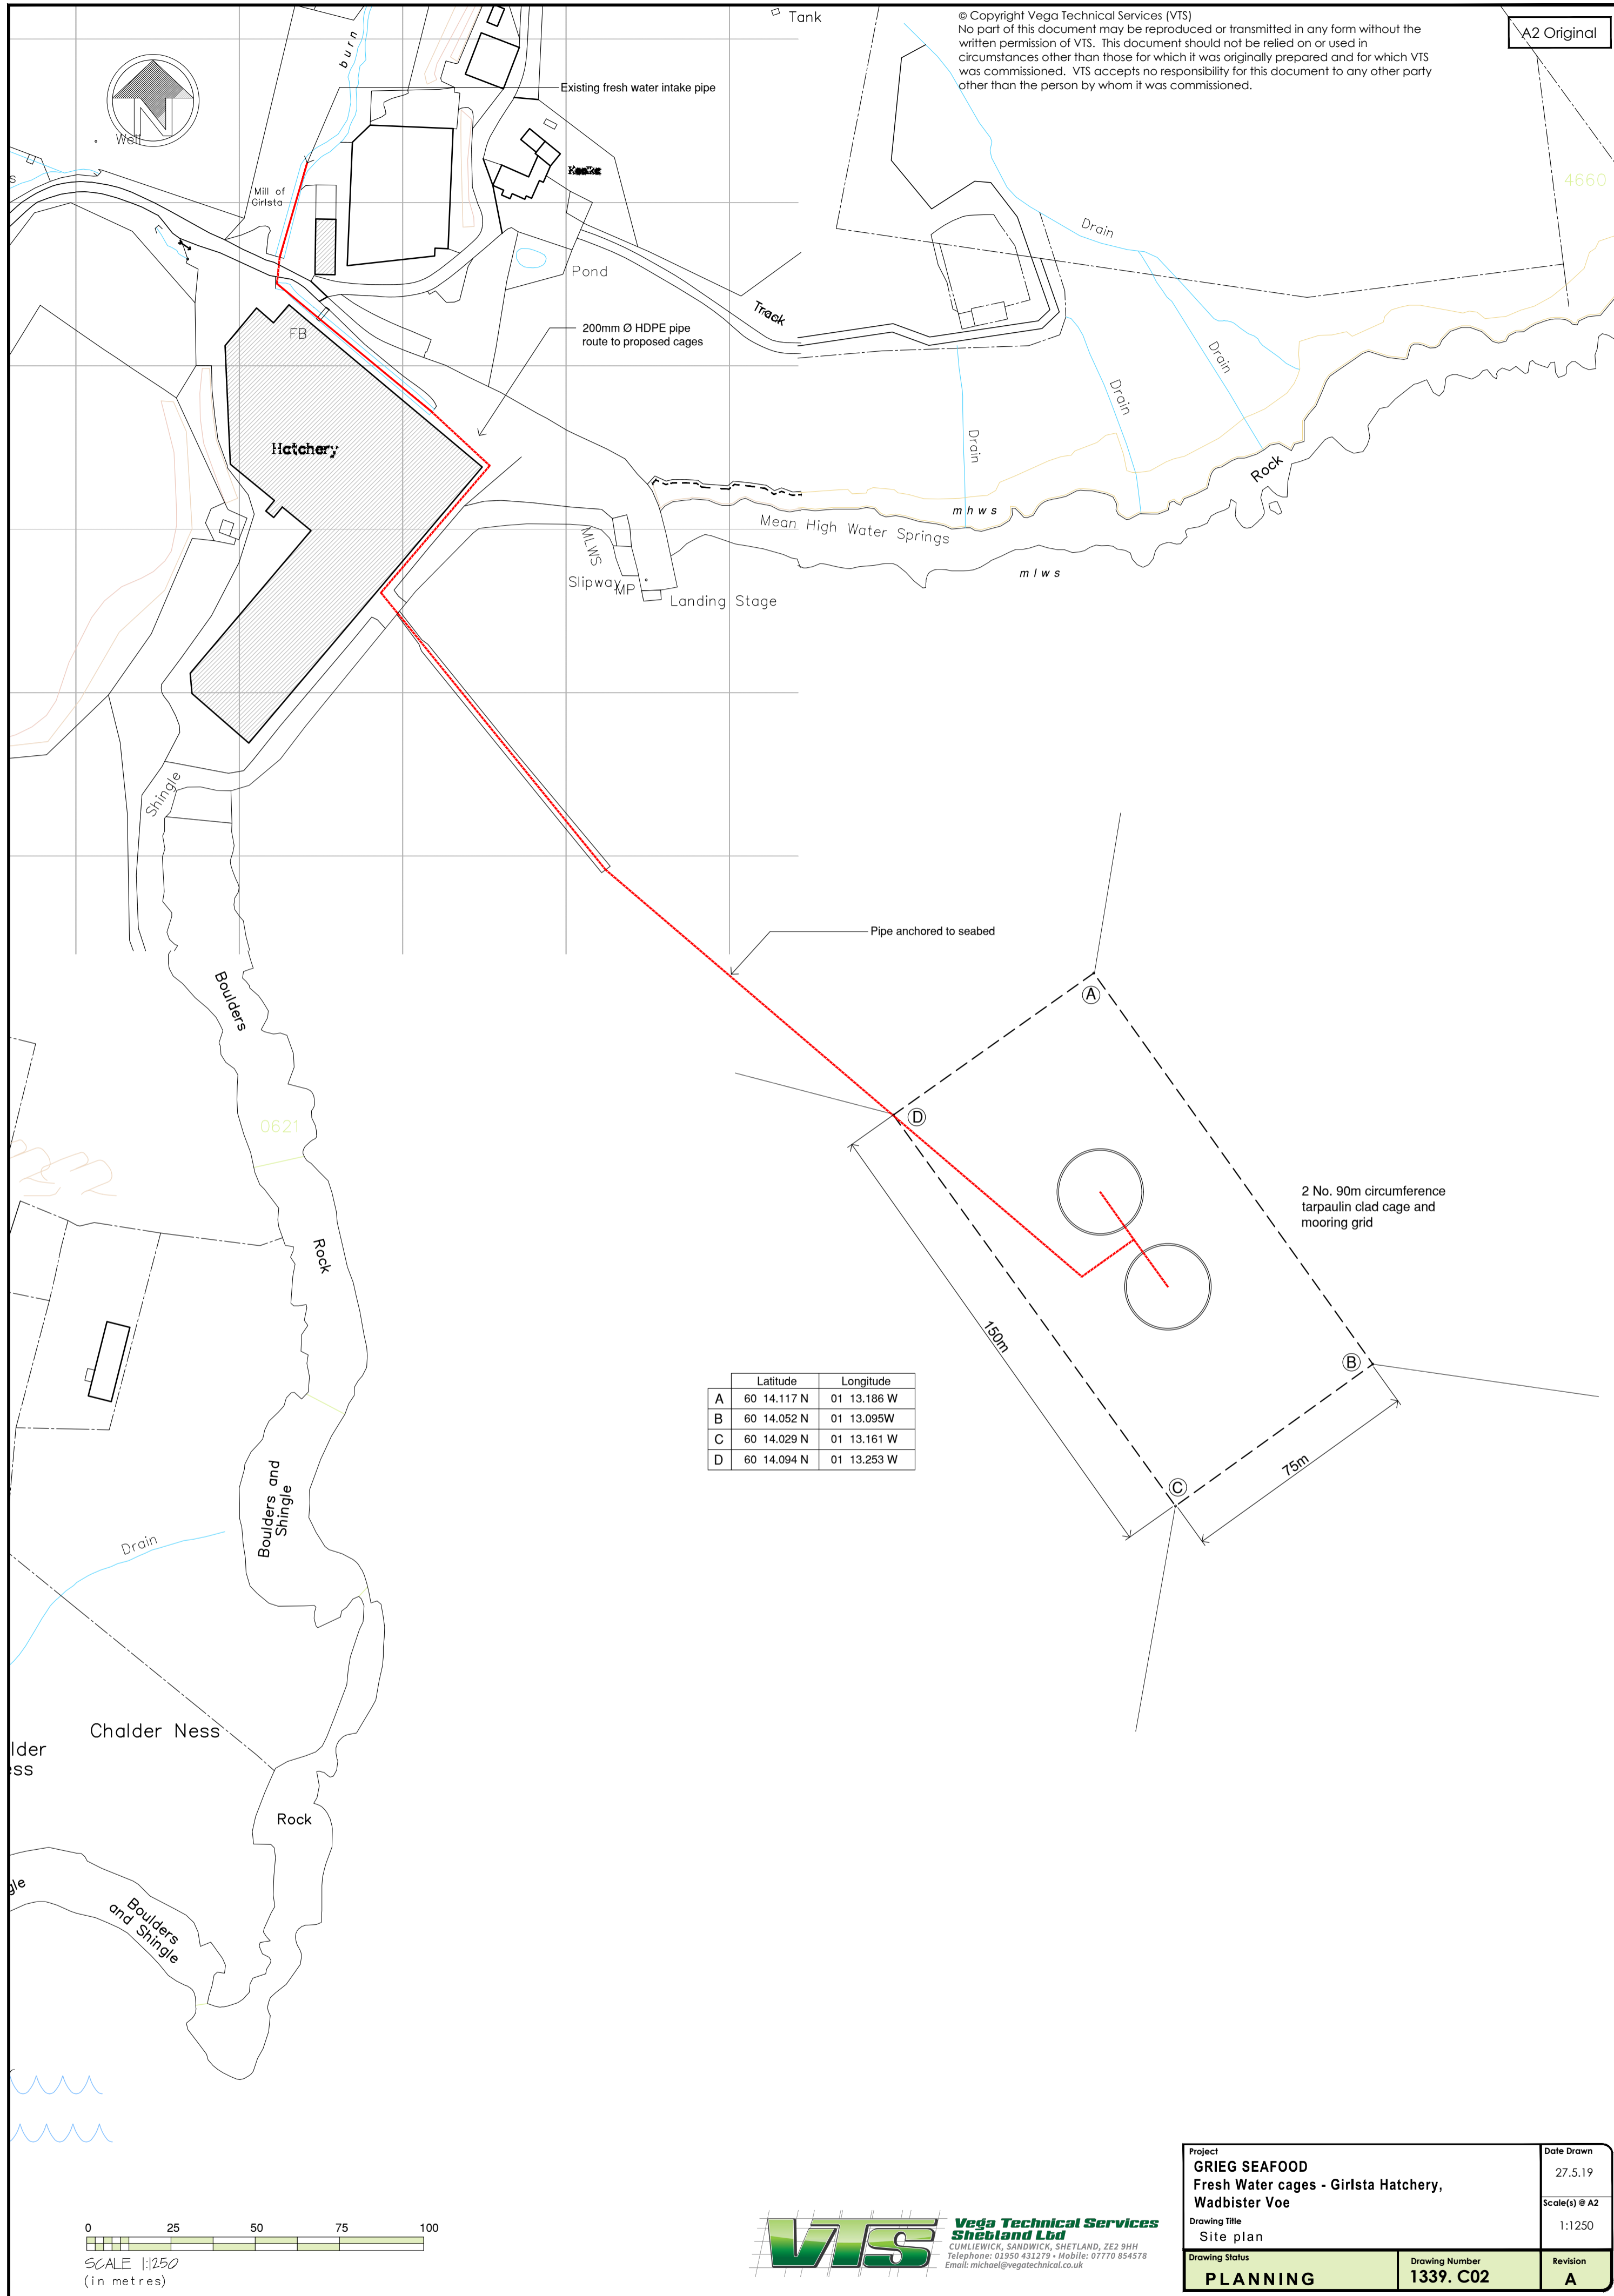 Tank
© Copyright Vega Technical Services (VTS)
No part of this document may be reproduced or transmitted in any form without the
written permission of VTS. This document should not be relied on or used in
circumstances other than those for which it was originally prepared and for which VTS
was commissioned. VTS accepts no responsibility for this document to any other party
other than the person by whom it was commissioned.
A2 Original
burn
Existing fresh water intake pipe
N
Well
s
Mill of
Girlsta
4660
Drain
Pond
Track
200mm Ø HDPE pipe
route to proposed cages
FB
Drain
Drain
Drain
Hatchery
Rock
mhws
Mean High Water Springs
MLWS
mlws
Slipway
MP
Landing Stage
Shingle
Pipe anchored to seabed
Boulders
A
D
0621
2 No. 90m circumference
tarpaulin clad cage and
mooring grid
Rock
150m
B
Latitude Longitude
A 60 14.117 N 01 13.186 W
B 60 14.052 N 01 13.095W
C 60 14.029 N 01 13.161 W
D 60 14.094 N 01 13.253 W
75m
C
Boulders and
Shingle
Drain
Chalder Ness
lder
ess
Rock
gle
Boulders
and Shingle
Project
GRIEG SEAFOOD
Fresh Water cages - Girlsta Hatchery,
Wadbister Voe
Drawing Title
Site plan
Date Drawn
27.5.19
Scale(s) @ A2
1:1250
Drawing Status
PLANNING
Drawing Number
1339. C02
Revision
A
0 25 50 75 100
SCALE 1:1250
(in metres)
VTS
Vega Technical Services
Shetland Ltd
CUMLIEWICK, SANDWICK, SHETLAND, ZE2 9HH
Telephone: 01950 431279 • Mobile: 07770 854578
Email: michael@vegatechnical.co.uk